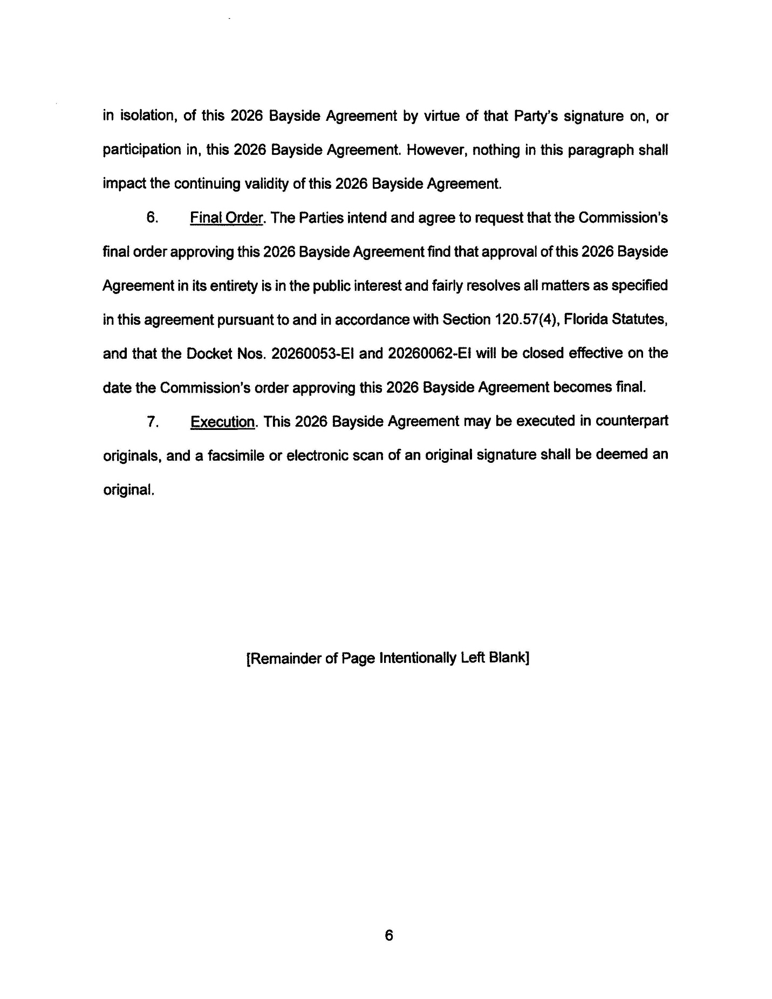 in isolation, of this 2026 Bayside Agreement by virtue of that Party's signature on, or
participation in, this 2026 Bayside Agreement. However, nothing in this paragraph shall
impact the continuing validity of this 2026 Bayside Agreement.
6. Final Order. The Parties intend and agree to request that the Commission's
final order approving this 2026 Bayside Agreement find that approval of this 2026 Bayside
Agreement in its entirety is in the public interest and fairly resolves all matters as specified
in this agreement pursuant to and in accordance with Section 120.57(4), Florida Statutes,
and that the Docket Nos. 20260053-EI and 20260062-EI will be closed effective on the
date the Commission's order approving this 2026 Bayside Agreement becomes final.
7. Execution. This 2026 Bayside Agreement may be executed in counterpart
originals, and a facsimile or electronic scan of an original signature shall be deemed an
original.
[Remainder of Page Intentionally Left Blank]
6